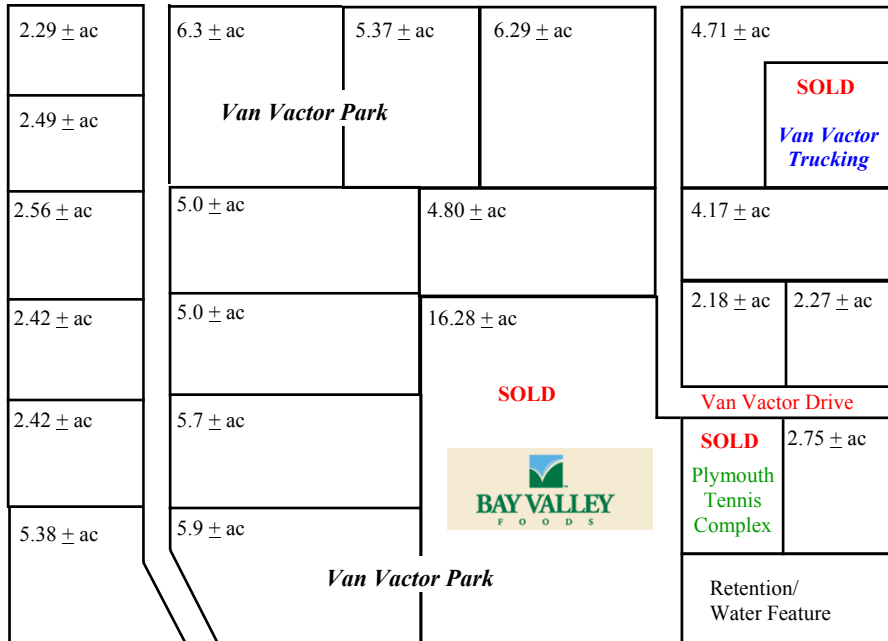 2.29 ± ac
6.3 ± ac
5.37 ± ac
6.29 ± ac
4.71 ± ac
SOLD
Van Vactor
Trucking
Van Vactor Park
2.49 ± ac
2.56 ± ac
5.0 ± ac
4.80 ± ac
4.17 ± ac
2.42 ± ac
5.0 ± ac
16.28 ± ac
2.18 ± ac
2.27 ± ac
SOLD
BAY VALLEY
FOODS
Van Vactor Drive
2.42 ± ac
5.7 ± ac
SOLD
Plymouth
Tennis
Complex
2.75 ± ac
5.38 ± ac
5.9 ± ac
Van Vactor Park
Retention/
Water Feature